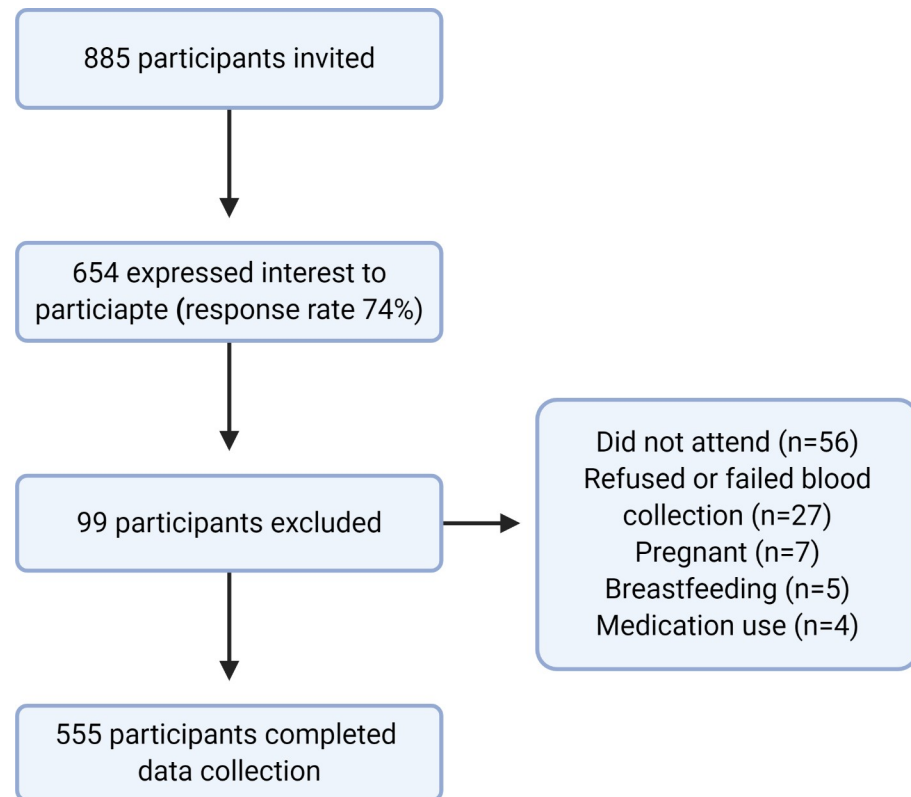 885 participants invited
654 expressed interest to
particiapte (response rate 74%)
99 participants excluded
Did not attend (n=56)
Refused or failed blood
collection (n=27)
Pregnant (n=7)
Breastfeeding (n=5)
Medication use (n=4)
555 participants completed
data collection